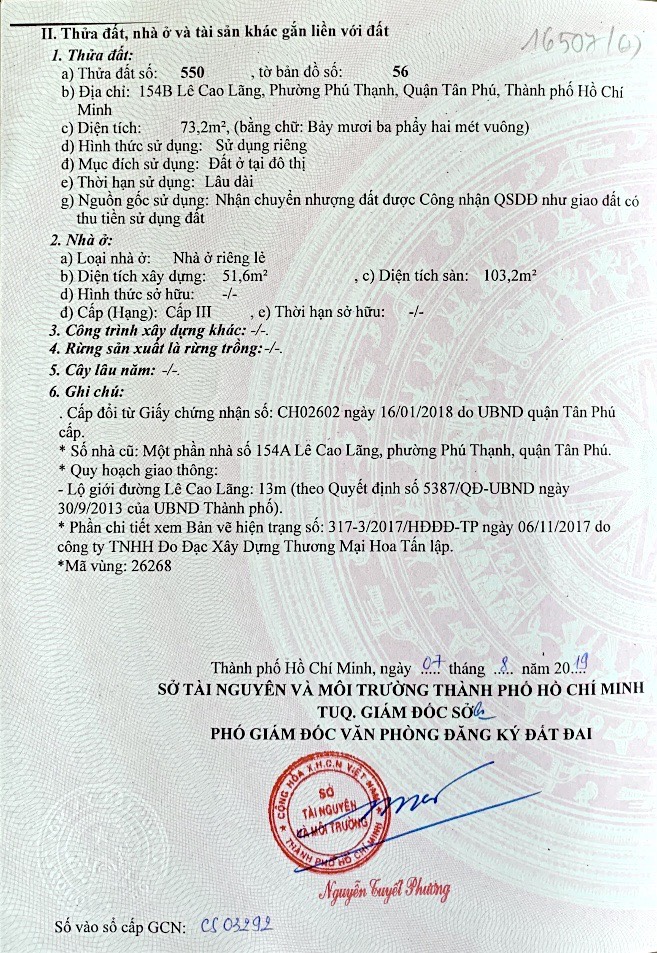 16507/(6)
II. Thửa đất, nhà ở và tài sản khác gắn liền với đất
1. Thửa đất:
a) Thửa đất số: 550 , tờ bản đồ số: 56
b) Địa chỉ: 154B Lê Cao Lãng, Phường Phú Thạnh, Quận Tân Phú, Thành phố Hồ Chí
Minh
c) Diện tích: 73,2m², (bằng chữ: Bảy mươi ba phẩy hai mét vuông)
d) Hình thức sử dụng: Sử dụng riêng
đ) Mục đích sử dụng: Đất ở tại đô thị
e) Thời hạn sử dụng: Lâu dài
g) Nguồn gốc sử dụng: Nhận chuyển nhượng đất được Công nhận QSDĐ như giao đất có
thu tiền sử dụng đất
2. Nhà ở:
a) Loại nhà ở: Nhà ở riêng lẻ
b) Diện tích xây dựng: 51,6m² , c) Diện tích sàn: 103,2m²
d) Hình thức sở hữu: -/-
đ) Cấp (Hạng): Cấp III , e) Thời hạn sở hữu: -/-
3. Công trình xây dựng khác: -/-.
4. Rừng sản xuất là rừng trồng:-/-.
5. Cây lâu năm: -/-.
6. Ghi chú:
. Cấp đổi từ Giấy chứng nhận số: CH02602 ngày 16/01/2018 do UBND quận Tân Phú
cấp.
* Số nhà cũ: Một phần nhà số 154A Lê Cao Lãng, phường Phú Thạnh, quận Tân Phú.
* Quy hoạch giao thông:
- Lộ giới đường Lê Cao Lãng: 13m (theo Quyết định số 5387/QĐ-UBND ngày
30/9/2013 của UBND Thành phố).
* Phần chi tiết xem Bản vẽ hiện trạng số: 317-3/2017/HĐĐĐ-TP ngày 06/11/2017 do
công ty TNHH Đo Đạc Xây Dựng Thương Mại Hoa Tấn lập.
*Mã vùng: 26268
Thành phố Hồ Chí Minh, ngày 07 tháng 8 năm 2019
SỞ TÀI NGUYÊN VÀ MÔI TRƯỜNG THÀNH PHỐ HỒ CHÍ MINH
TUQ. GIÁM ĐỐC SỞ
PHÓ GIÁM ĐỐC VĂN PHÒNG ĐĂNG KÝ ĐẤT ĐAI
CỘNG HÒA X.H.C.N VIỆT NAM
SỞ
TÀI NGUYÊN
VÀ MÔI TRƯỜNG
THÀNH PHỐ HỒ CHÍ MINH
Nguyễn Tuyết Phương
Số vào sổ cấp GCN: CS 03292